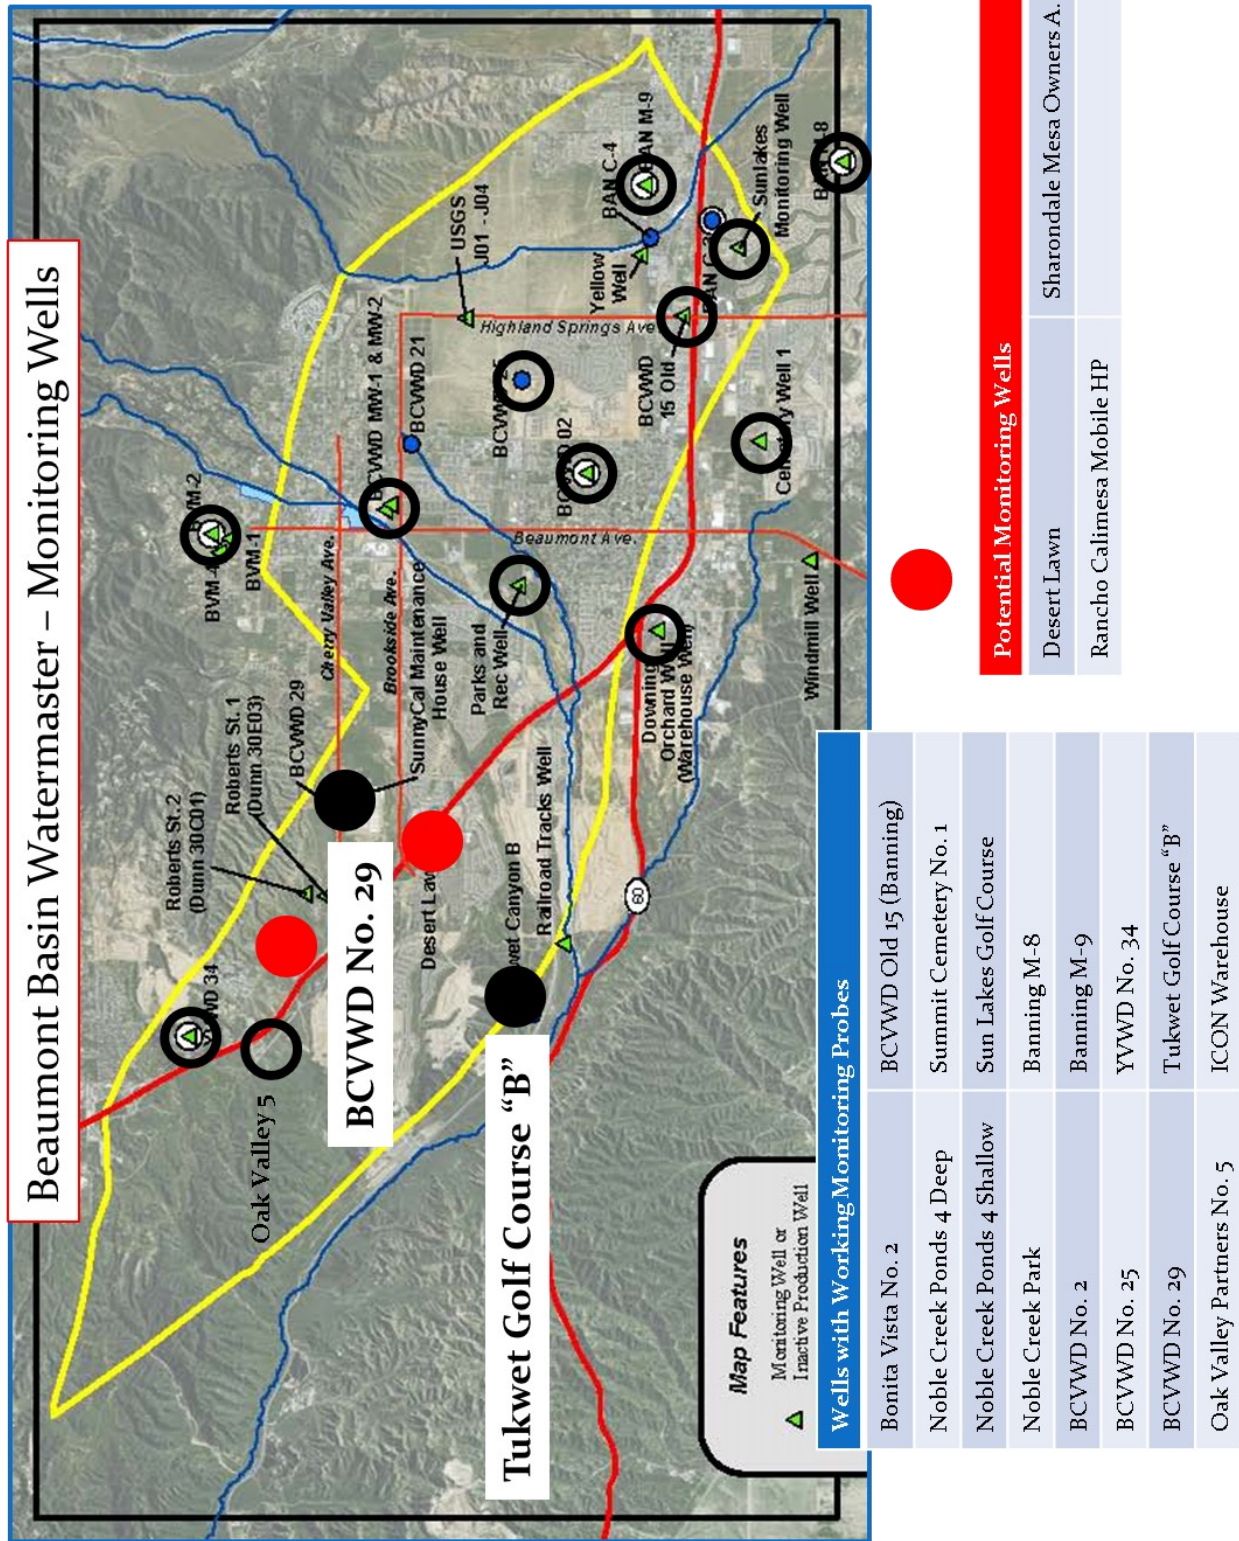 Beaumont Basin Watermaster – Monitoring Wells
BVM-2
BVM-1
Roberts St. 2
(Dunn 30C01)
Roberts St. 1
(Dunn 30E03)
BCVWD 29
Cherry Valley Ave.
Brookside Ave.
SunnyCal Maintenance
House Well
BCVWD MW-1 & MW-2
BCVWD 21
USGS
J01 - J04
Highland Springs Ave.
Yellow
Well
BAN C-4
BAN M-9
Sunlakes
Monitoring Well
BCVWD
15 Old
Beaumont Ave.
Parks and
Rec Well
Downing
Orchard Well
(Warehouse Well)
Cemetery Well 1
Windmill Well
Railroad Tracks Well
Canyon B
60
Oak Valley 5
BCVWD No. 29
Tukwet Golf Course “B”
Map Features
Monitoring Well or
Inactive Production Well
Wells with Working Monitoring Probes
Bonita Vista No. 2 BCVWD Old 15 (Banning)
Noble Creek Ponds 4 Deep Summit Cemetery No. 1
Noble Creek Ponds 4 Shallow Sun Lakes Golf Course
Noble Creek Park Banning M-8
BCVWD No. 2 Banning M-9
BCVWD No. 25 YVWD No. 34
BCVWD No. 29 Tukwet Golf Course “B”
Oak Valley Partners No. 5 ICON Warehouse
Potential Monitoring Wells
Desert Lawn Sharondale Mesa Owners A.
Rancho Calimesa Mobile HP